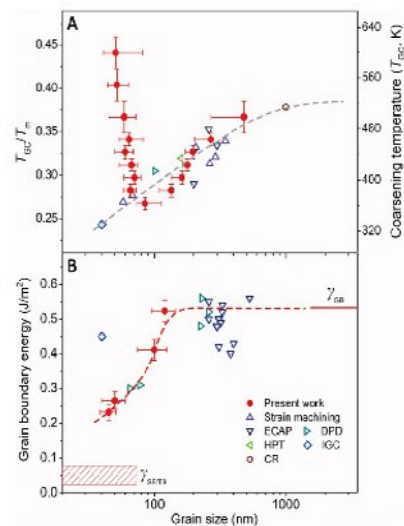 A
0.45
0.40
0.35
0.30
0.25
T_GC/T_m
640
560
480
400
320
Coarsening temperature (T_GC, K)
B
0.6
0.5
0.4
0.3
0.2
0.1
0.0
Grain boundary energy (J/m²)
γ_GB
Present work
Strain machining
ECAP
DPD
HPT
IGC
CR
100
1000
Grain size (nm)